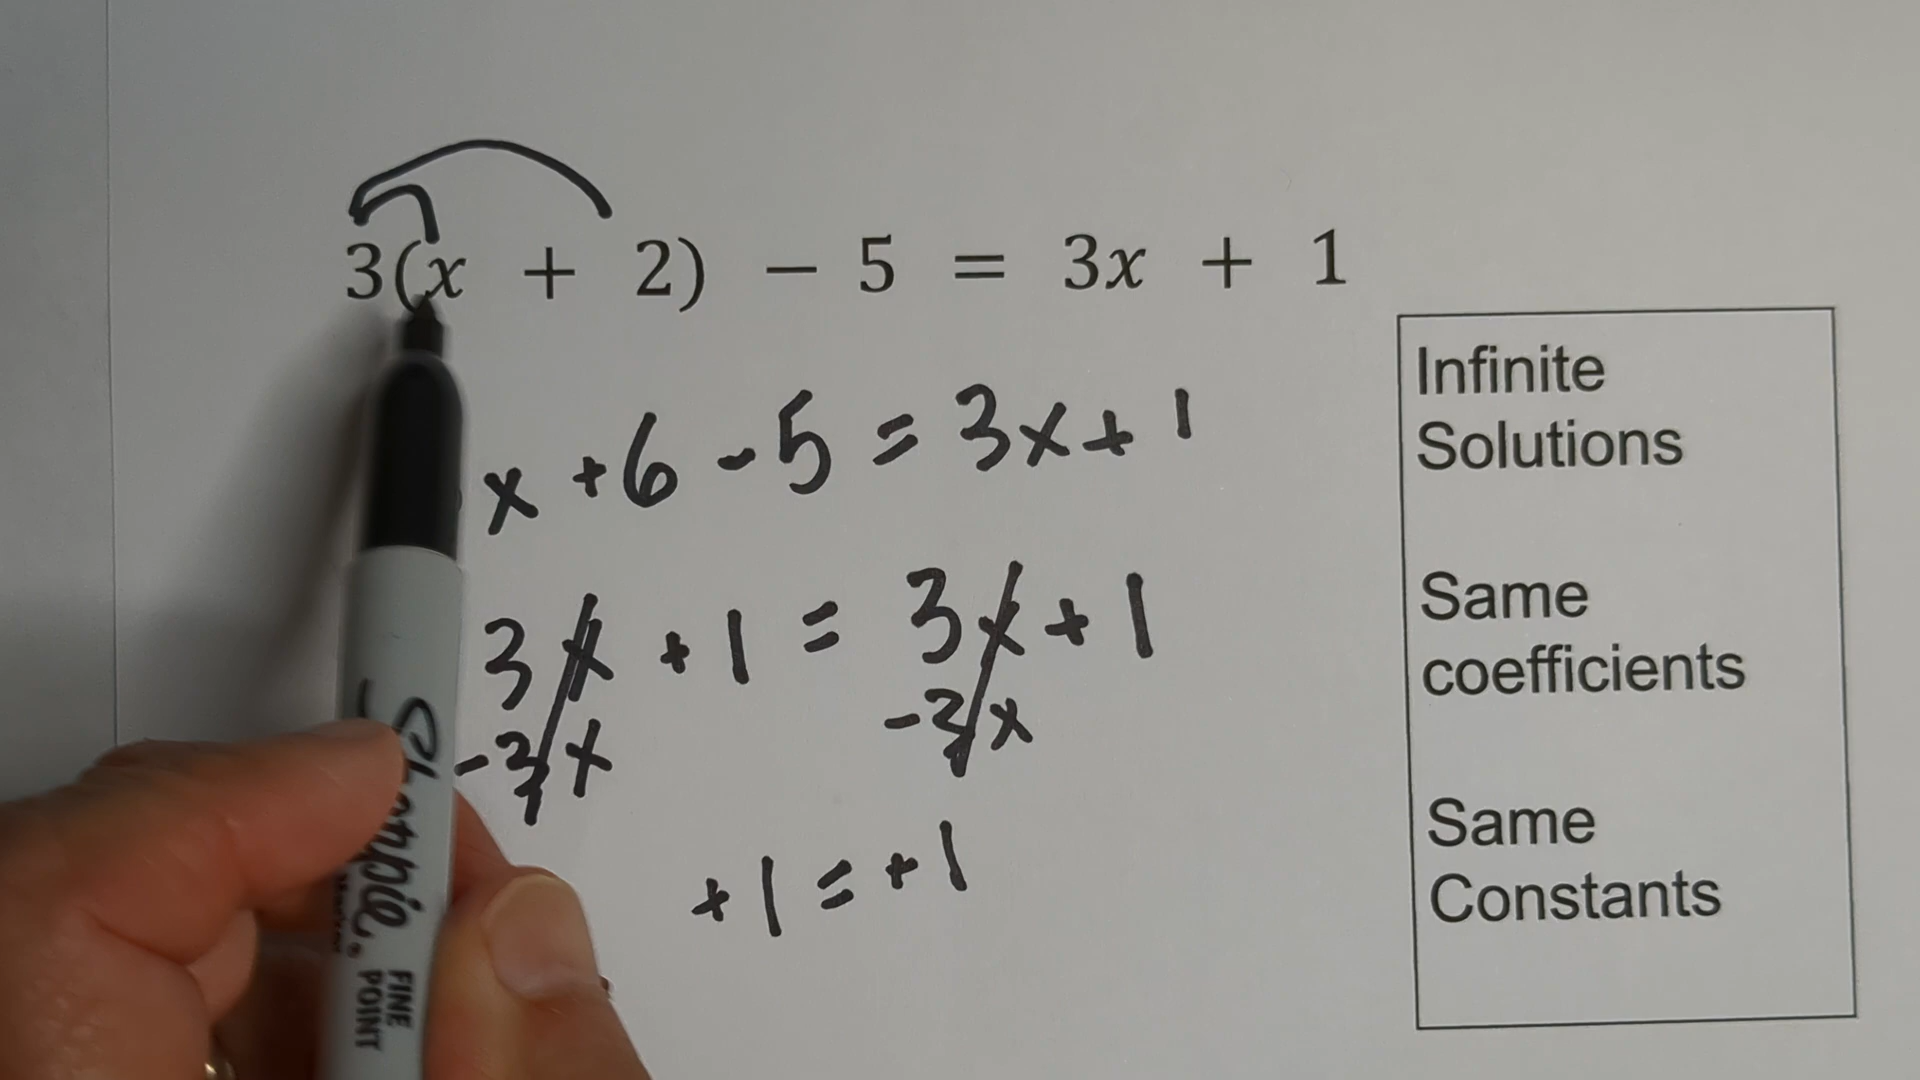 3(x + 2) − 5 = 3x + 1
x + 6 - 5 = 3x + 1
3x + 1 = 3x + 1
-3x -3x
+1 = +1
Infinite
Solutions
Same
coefficients
Same
Constants
Sharpie.
FINE
POINT